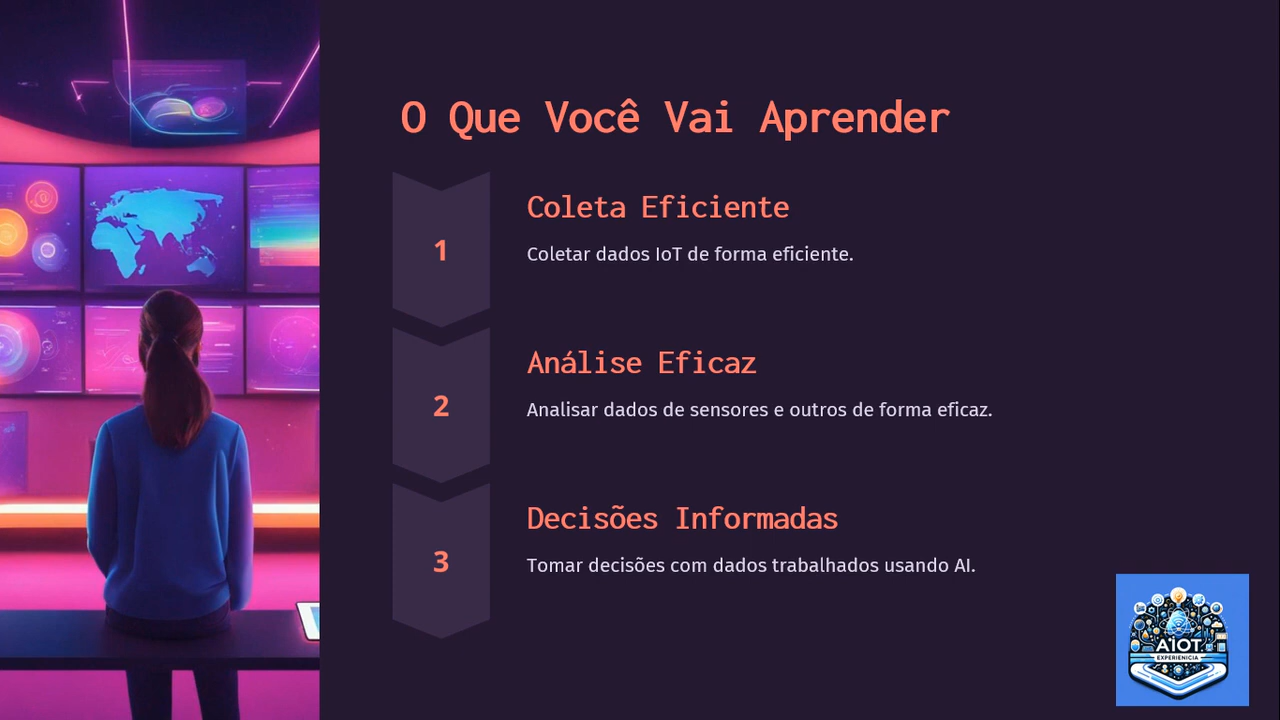 O Que Você Vai Aprender
1
Coleta Eficiente
Coletar dados IoT de forma eficiente.
2
Análise Eficaz
Analisar dados de sensores e outros de forma eficaz.
3
Decisões Informadas
Tomar decisões com dados trabalhados usando AI.
AIOT
EXPERIENICIA